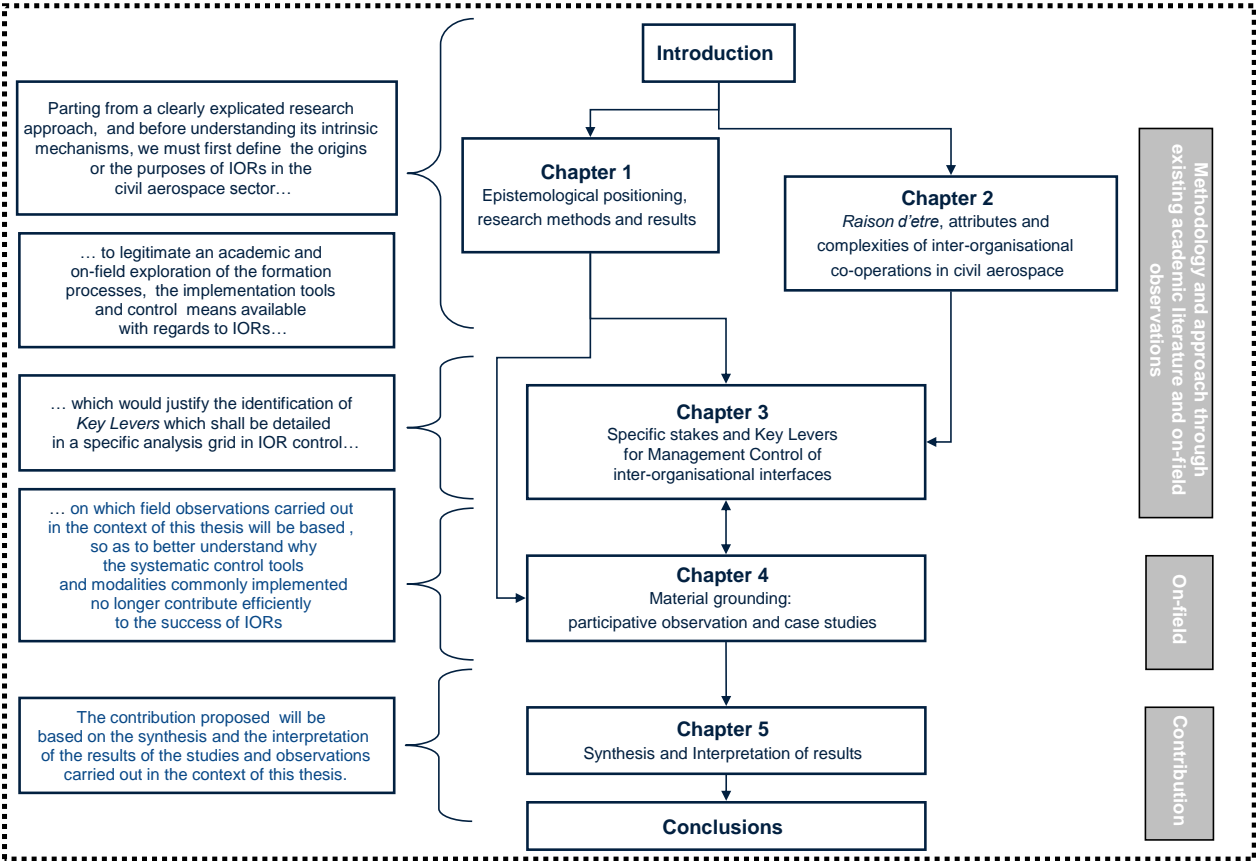 Introduction
Parting from a clearly explicated research
approach, and before understanding its intrinsic
mechanisms, we must first define the origins
or the purposes of IORs in the
civil aerospace sector…
Chapter 1
Epistemological positioning,
research methods and results
Chapter 2
Raison d'etre, attributes and
complexities of inter-organisational
co-operations in civil aerospace
Methodology and approach through
existing academic literature and on-field
observations
… to legitimate an academic and
on-field exploration of the formation
processes, the implementation tools
and control means available
with regards to IORs…
… which would justify the identification of
Key Levers which shall be detailed
in a specific analysis grid in IOR control…
Chapter 3
Specific stakes and Key Levers
for Management Control of
inter-organisational interfaces
… on which field observations carried out
in the context of this thesis will be based ,
so as to better understand why
the systematic control tools
and modalities commonly implemented
no longer contribute efficiently
to the success of IORs
Chapter 4
Material grounding:
participative observation and case studies
On-field
The contribution proposed will be
based on the synthesis and the interpretation
of the results of the studies and observations
carried out in the context of this thesis.
Chapter 5
Synthesis and Interpretation of results
Contribution
Conclusions